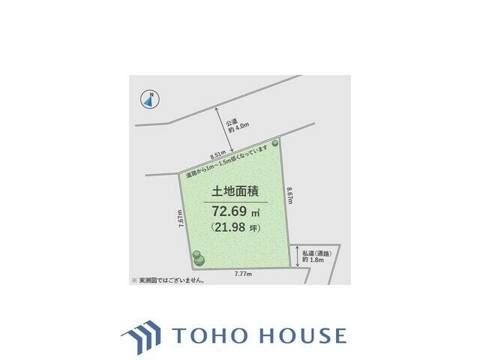 N
公道
約 4.0m
8.51m
道路から1m〜1.5m低くなっています
土地面積
72.69 ㎡
(21.98 坪)
7.67m
8.67m
私道(通路)
約 1.8m
7.77m
※ 実測図ではございません。
TOHO HOUSE